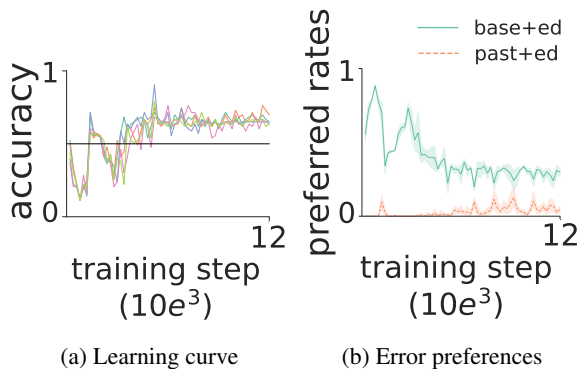 accuracy
1
0
12
training step
(10e³)
(a) Learning curve
base+ed
past+ed
preferred rates
1
0
12
training step
(10e³)
(b) Error preferences